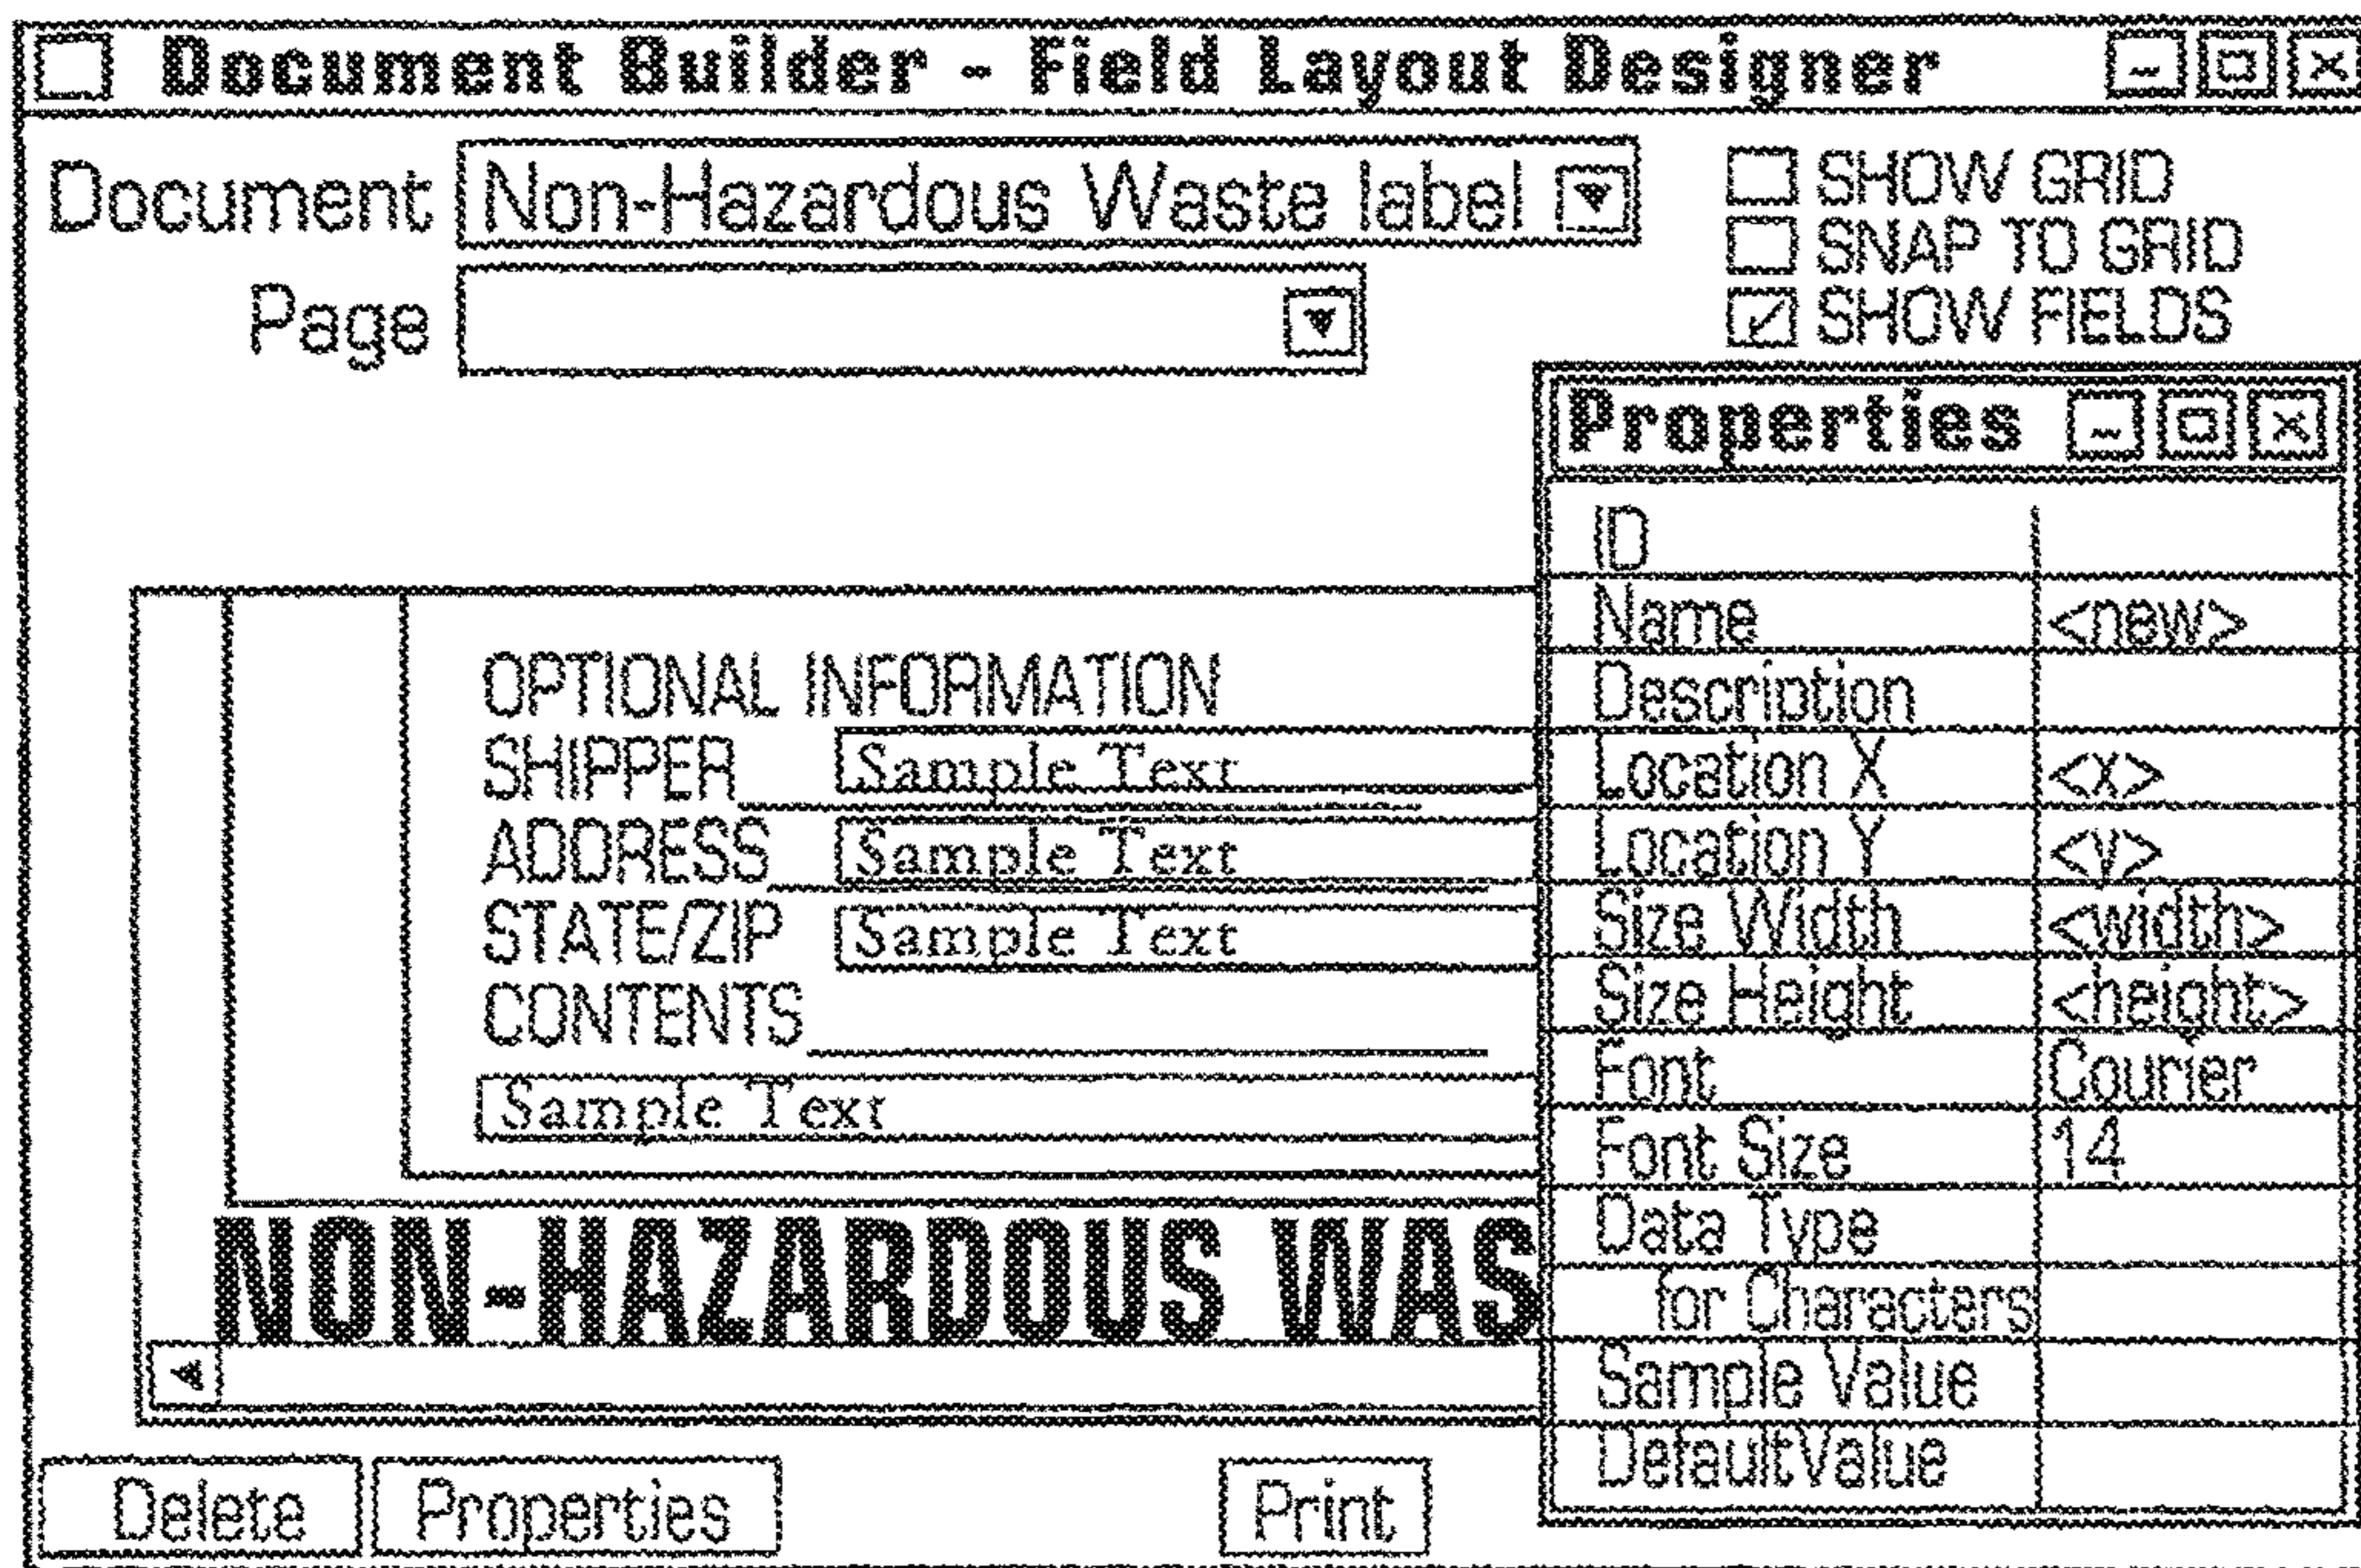 Document Builder - Field Layout Designer
Document Non-Hazardous Waste label
SHOW GRID
SNAP TO GRID
SHOW FIELDS
Page
Properties
ID
Name <new>
Description
Location X <x>
Location Y <y>
Size Width <width>
Size Height <height>
Font Courier
Font Size 14
Data Type
for Characters
Sample Value
DefaultValue
OPTIONAL INFORMATION
SHIPPER Sample Text
ADDRESS Sample Text
STATE/ZIP Sample Text
CONTENTS
Sample Text
NON-HAZARDOUS WAS
Delete Properties Print